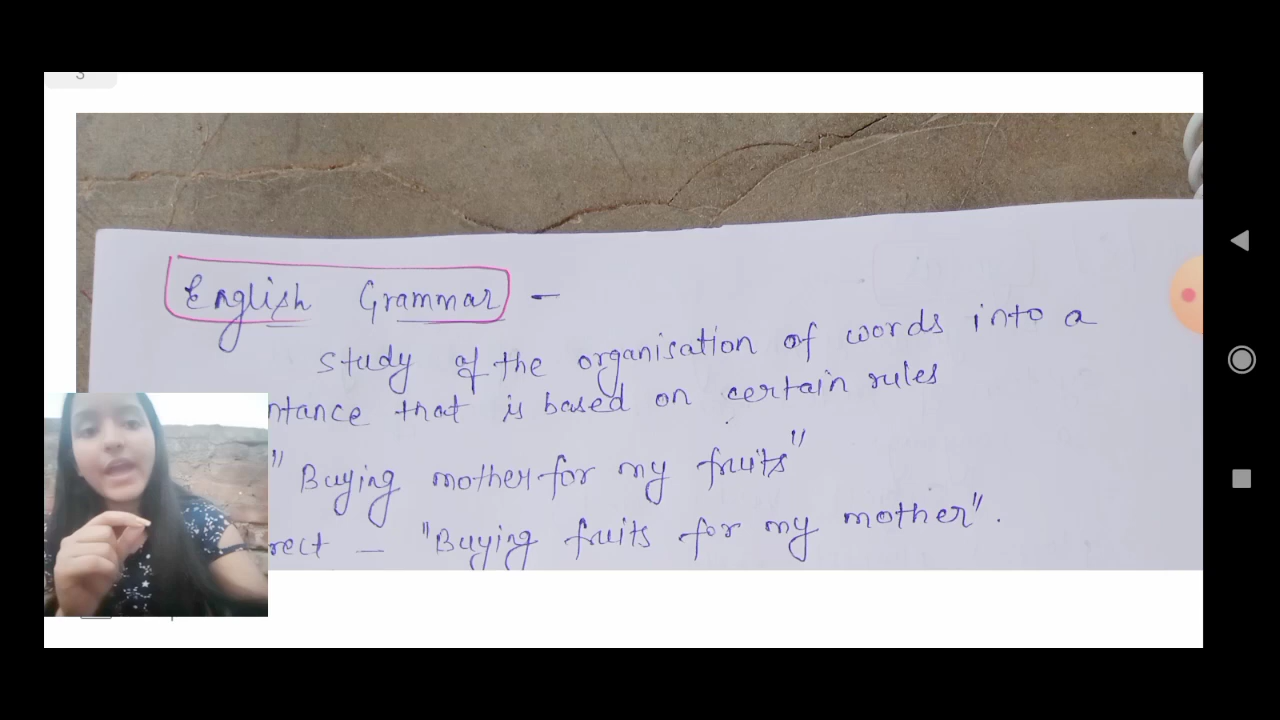 3
English Grammar -
study of the organisation of words into a
ntance that is based on certain rules
" Buying mother for my fruits"
rect - "Buying fruits for my mother".